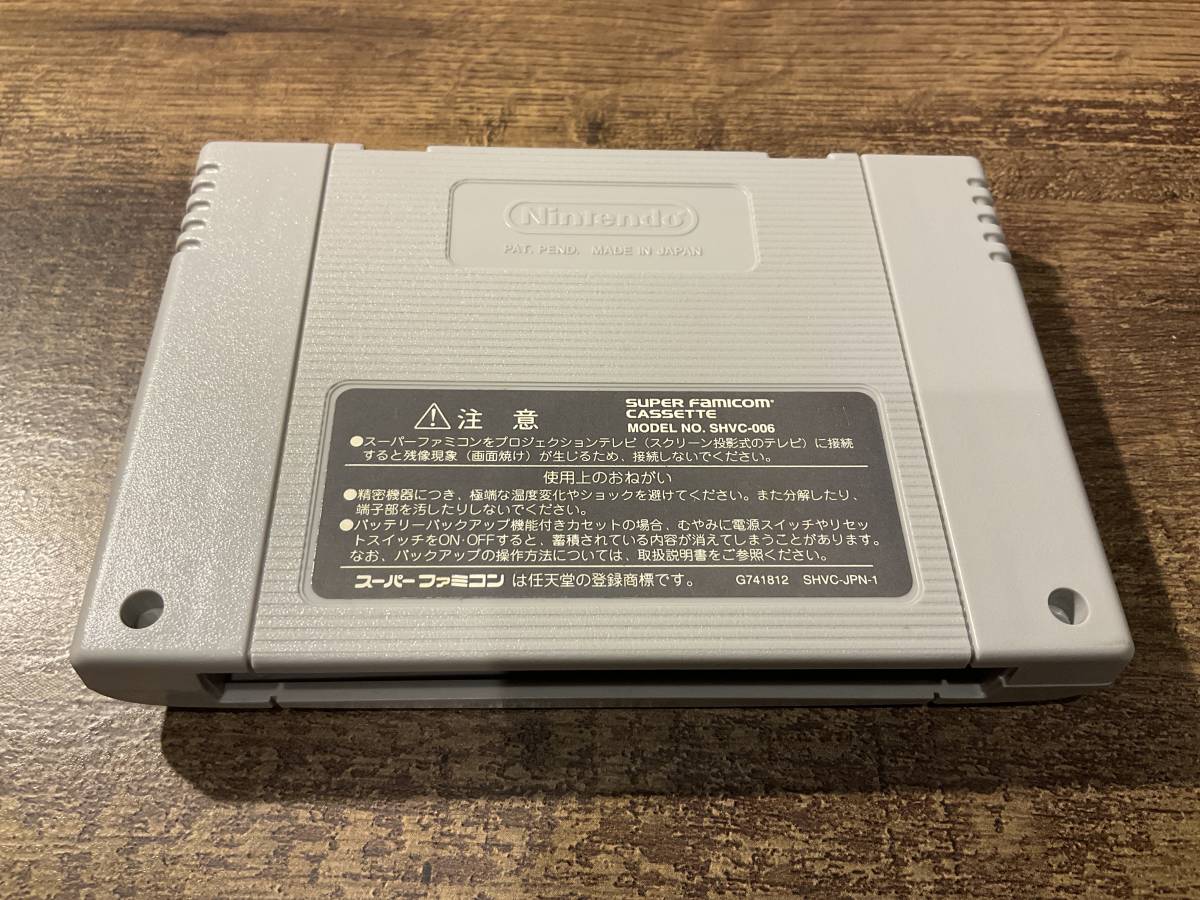 Nintendo®
PAT. PEND. MADE IN JAPAN
⚠注 意
SUPER FAMICOM
CASSETTE
MODEL NO. SHVC-006
●スーパーファミコンをプロジェクションテレビ（スクリーン投影式のテレビ）に接続
すると残像現象（画面焼け）が生じるため、接続しないでください。
使用上のおねがい
●精密機器につき、極端な温度変化やショックを避けてください。また分解したり、
端子部を汚したりしないでください。
●バッテリーバックアップ機能付きカセットの場合、むやみに電源スイッチやリセッ
トスイッチをON・OFFすると、蓄積されている内容が消えてしまうことがあります。
なお、バックアップの操作方法については、取扱説明書をご参照ください。
スーパーファミコン は任天堂の登録商標です。 G741812 SHVC-JPN-1